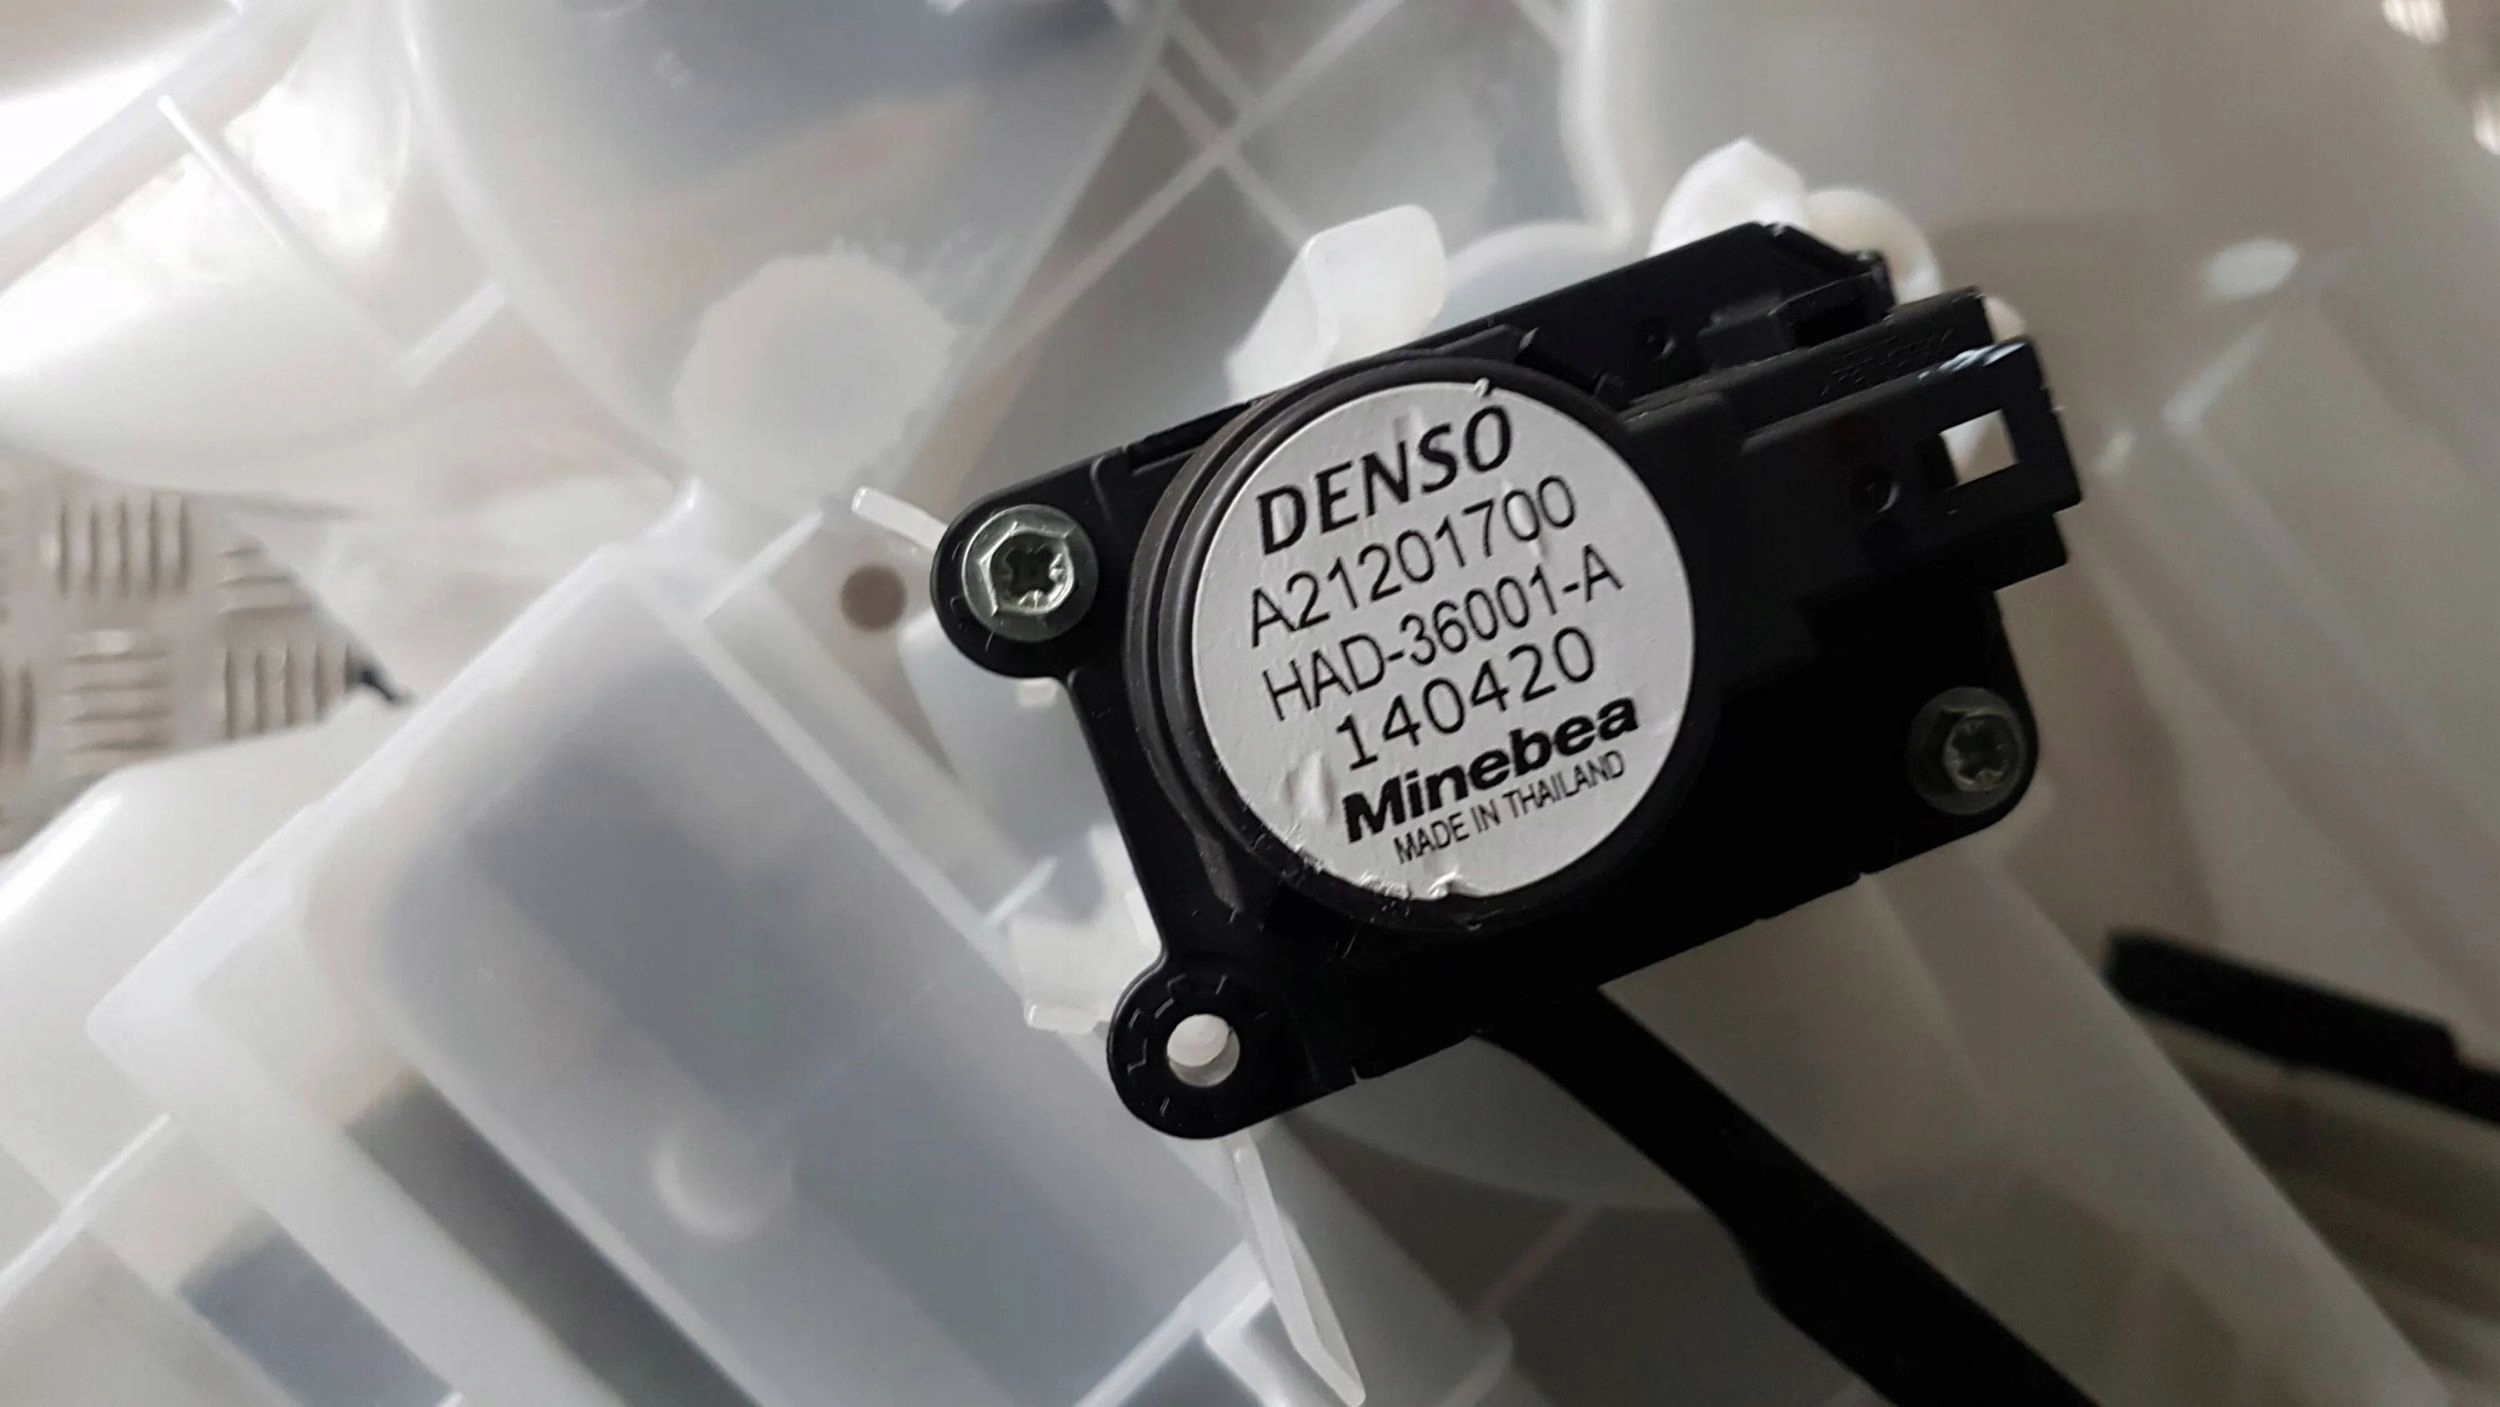 DENSO
A21201700
HAD-36001-A
140420
Minebea
MADE IN THAILAND